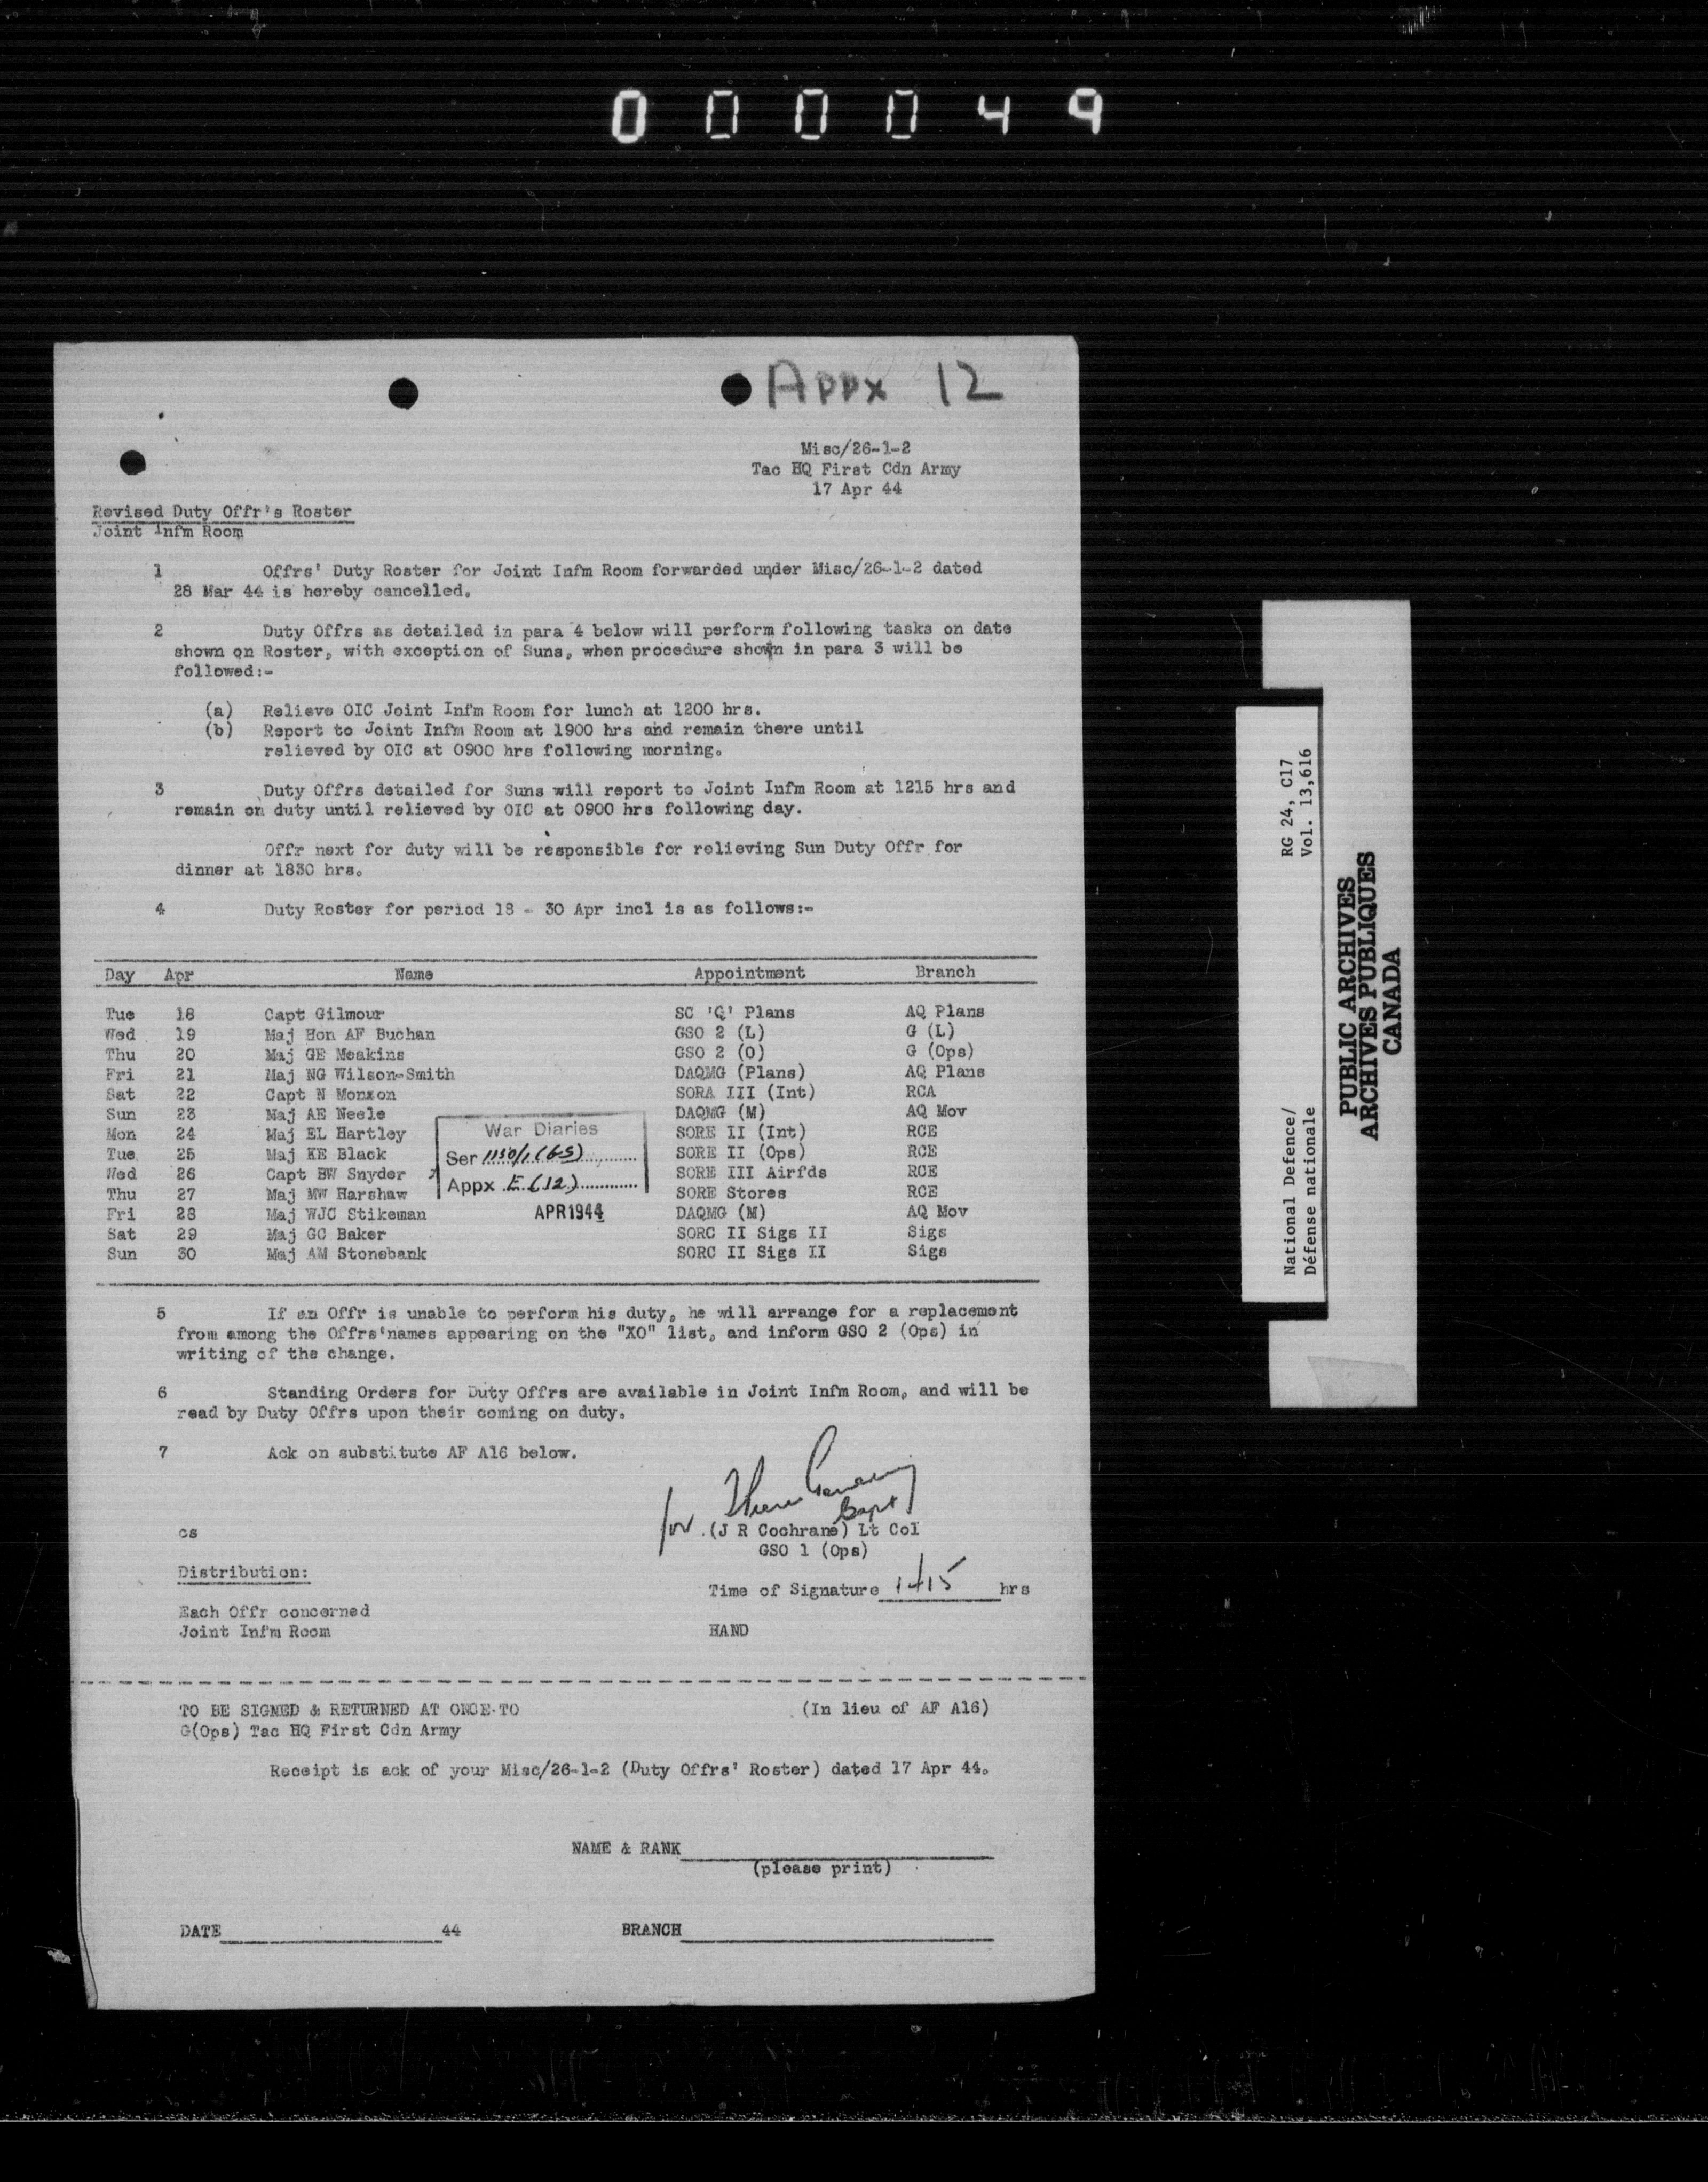 000049
Appx 12
Misc/26-1-2
Tac HQ First Cdn Army
17 Apr 44
Revised Duty Offr's Roster
Joint Infm Room
1 Offrs' Duty Roster for Joint Infm Room forwarded under Misc/26-1-2 dated
28 Mar 44 is hereby cancelled.
2 Duty Offrs as detailed in para 4 below will perform following tasks on date
shown on Roster, with exception of Suns, when procedure shown in para 3 will be
followed:-
(a) Relieve OIC Joint Infm Room for lunch at 1200 hrs.
(b) Report to Joint Infm Room at 1900 hrs and remain there until
relieved by OIC at 0900 hrs following morning.
3 Duty Offrs detailed for Suns will report to Joint Infm Room at 1215 hrs and
remain on duty until relieved by OIC at 0900 hrs following day.
Offr next for duty will be responsible for relieving Sun Duty Offr for
dinner at 1830 hrs.
4 Duty Roster for period 18 - 30 Apr incl is as follows:-
Day Apr Name Appointment Branch
Tue 18 Capt Gilmour SC 'Q' Plans AQ Plans
Wed 19 Maj Hon AF Buchan GSO 2 (L) G (L)
Thu 20 Maj GE Meakins GSO 2 (O) G (Ops)
Fri 21 Maj NG Wilson-Smith DAQMG (Plans) AQ Plans
Sat 22 Capt N Monxon SORA III (Int) RCA
Sun 23 Maj AE Neele DAQMG (M) AQ Mov
Mon 24 Maj EL Hartley SORE II (Int) RCE
Tue 25 Maj KE Black SORE II (Ops) RCE
Wed 26 Capt BW Snyder SORE III Airfds RCE
Thu 27 Maj MW Harshaw SORE Stores RCE
Fri 28 Maj WJC Stikeman DAQMG (M) AQ Mov
Sat 29 Maj GC Baker SORC II Sigs II Sigs
Sun 30 Maj AM Stonebank SORC II Sigs II Sigs
War Diaries
Ser 1150/1(GS)
Appx E(12)
APR 1944
5 If an Offr is unable to perform his duty, he will arrange for a replacement
from among the Offrs'names appearing on the "XO" list, and inform GSO 2 (Ops) in
writing of the change.
6 Standing Orders for Duty Offrs are available in Joint Infm Room, and will be
read by Duty Offrs upon their coming on duty.
7 Ack on substitute AF A16 below.
Capt
for (J R Cochrane) Lt Col
GSO 1 (Ops)
cs
Distribution:
Time of Signature 1415 hrs
Each Offr concerned
Joint Infm Room
HAND
TO BE SIGNED & RETURNED AT ONCE TO (In lieu of AF A16)
G(Ops) Tac HQ First Cdn Army
Receipt is ack of your Misc/26-1-2 (Duty Offrs' Roster) dated 17 Apr 44.
NAME & RANK
(please print)
DATE 44 BRANCH
National Defence/ RG 24, C17
Défense nationale Vol. 13,616
PUBLIC ARCHIVES
ARCHIVES PUBLIQUES
CANADA